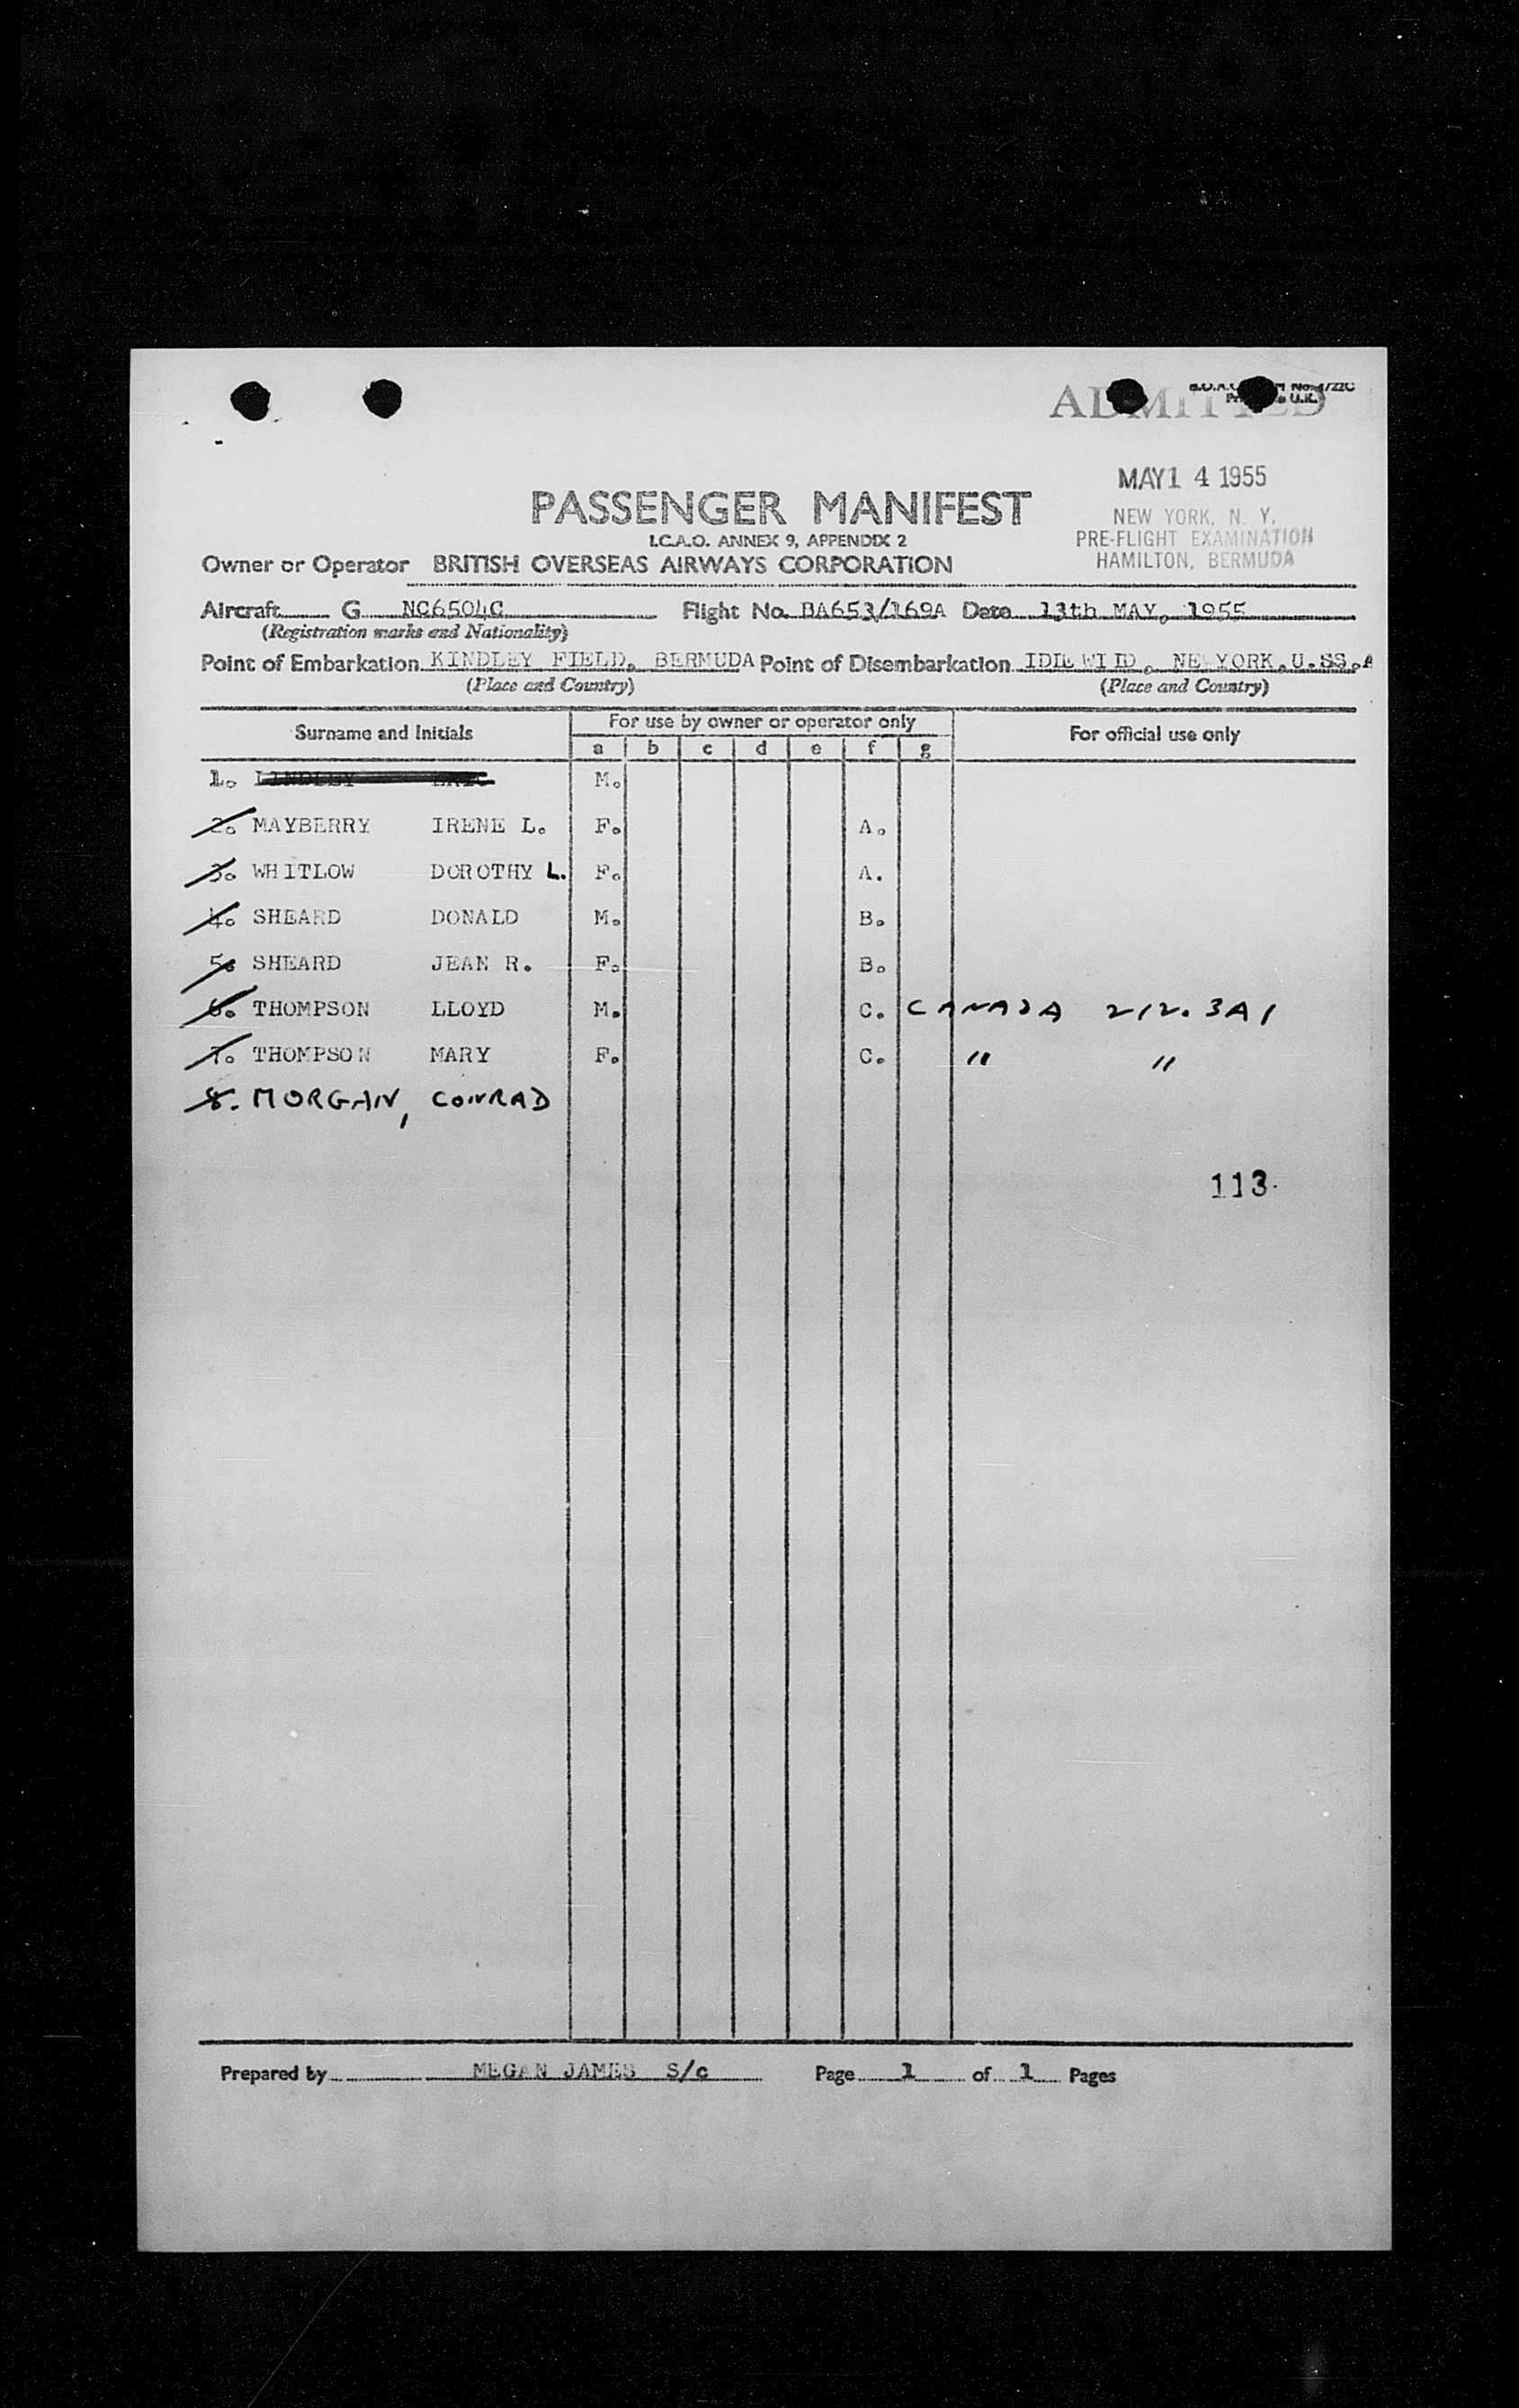 ADMITTED
MAY 1 4 1955
NEW YORK, N. Y.
PRE-FLIGHT EXAMINATION
HAMILTON, BERMUDA
PASSENGER MANIFEST
I.C.A.O. ANNEX 9, APPENDIX 2
Owner or Operator BRITISH OVERSEAS AIRWAYS CORPORATION
Aircraft G NC6504C Flight No. BA653/169A Date 13th MAY, 1955
(Registration marks and Nationality)
Point of Embarkation KINDLEY FIELD, BERMUDA Point of Disembarkation IDLEWILD, NEW YORK, U.SS.A
(Place and Country) (Place and Country)
Surname and Initials For use by owner or operator only For official use only
a b c d e f g
1. LINDLEY M.
2. MAYBERRY IRENE L. F. A.
3. WHITLOW DOROTHY L. F. A.
4. SHEARD DONALD M. B.
5. SHEARD JEAN R. F. B.
6. THOMPSON LLOYD M. C. CANADA 212.3A1
7. THOMPSON MARY F. C. " "
8. MORGAN, CONRAD
113
Prepared by MEGAN JAMES S/c Page 1 of 1 Pages